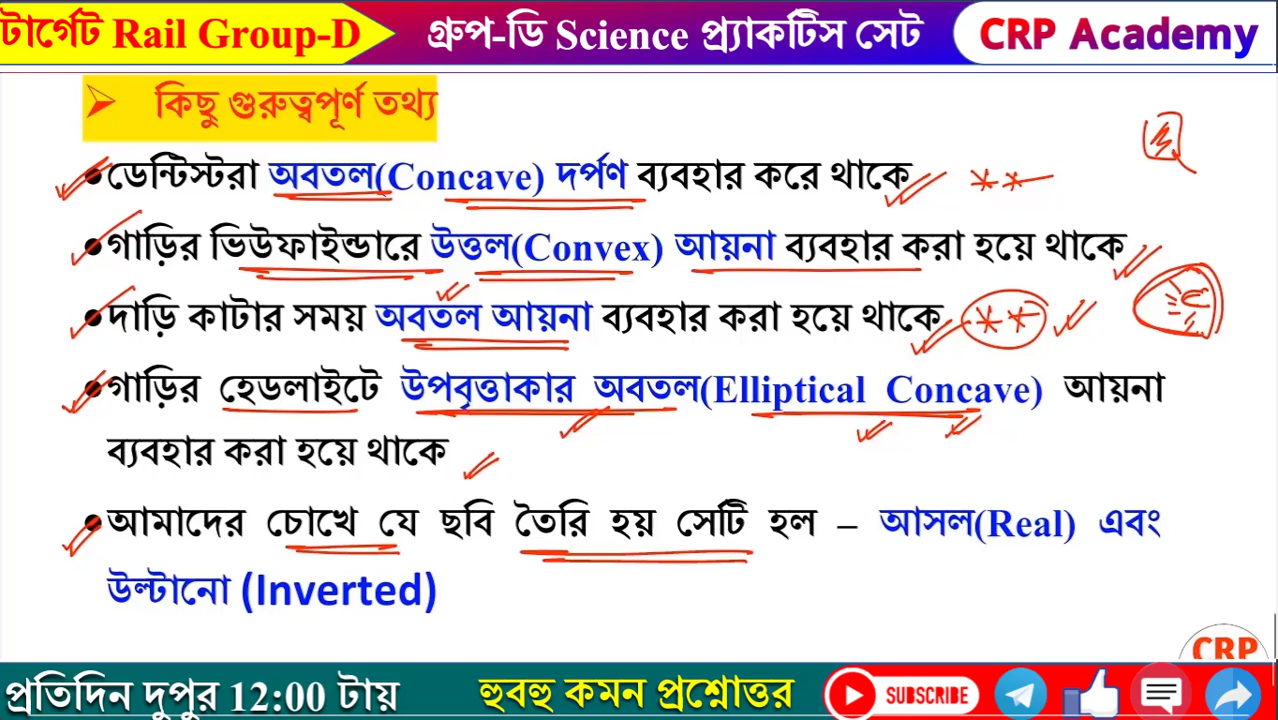 টার্গেট Rail Group-D
গ্রুপ-ডি Science প্র্যাকটিস সেট
CRP Academy
➢ কিছু গুরুত্বপূর্ণ তথ্য
●ডেন্টিস্টরা অবতল(Concave) দর্পণ ব্যবহার করে থাকে
●গাড়ির ভিউফাইন্ডারে উত্তল(Convex) আয়না ব্যবহার করা হয়ে থাকে
●দাড়ি কাটার সময় অবতল আয়না ব্যবহার করা হয়ে থাকে
●গাড়ির হেডলাইটে উপবৃত্তাকার অবতল(Elliptical Concave) আয়না
ব্যবহার করা হয়ে থাকে
●আমাদের চোখে যে ছবি তৈরি হয় সেটি হল – আসল(Real) এবং
উল্টানো (Inverted)
CRP
প্রতিদিন দুপুর 12:00 টায়
হুবহু কমন প্রশ্নোত্তর
SUBSCRIBE